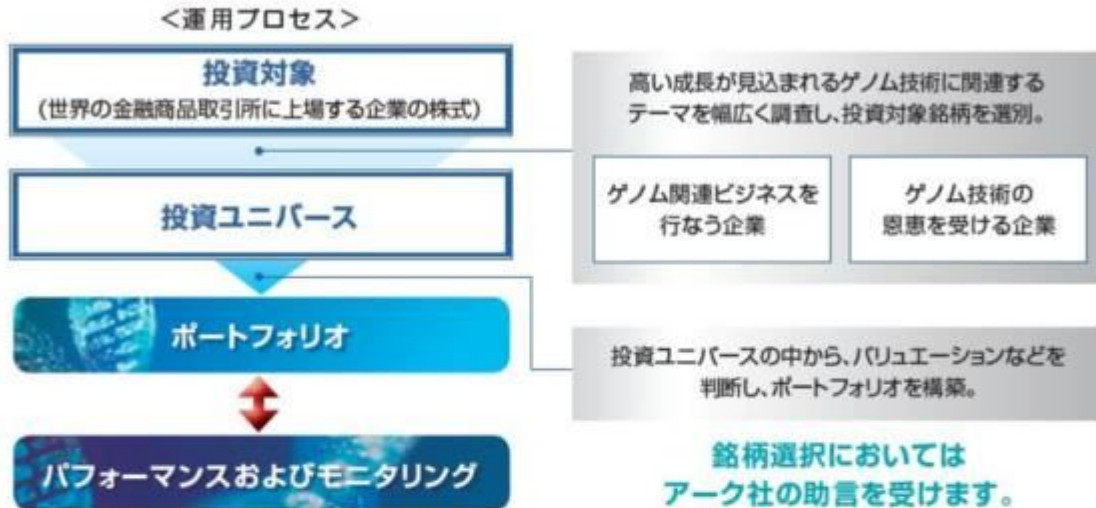 ＜運用プロセス＞
投資対象
(世界の金融商品取引所に上場する企業の株式)
高い成長が見込まれるゲノム技術に関連する
テーマを幅広く調査し、投資対象銘柄を選別。
ゲノム関連ビジネスを
行なう企業
ゲノム技術の
恩恵を受ける企業
投資ユニバース
ポートフォリオ
投資ユニバースの中から、バリュエーションなどを
判断し、ポートフォリオを構築。
パフォーマンスおよびモニタリング
銘柄選択においては
アーク社の助言を受けます。